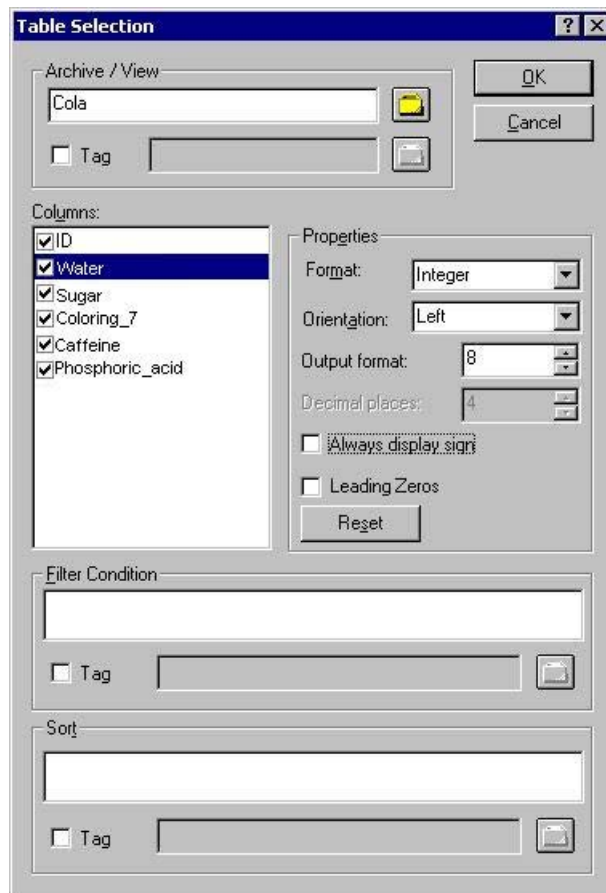 Table Selection
Archive / View
Cola
Tag
OK
Cancel
Columns:
ID
Water
Sugar
Coloring_7
Caffeine
Phosphoric_acid
Properties
Format:
Integer
Orientation:
Left
Output format:
8
Decimal places:
4
Always display sign
Leading Zeros
Reset
Filter Condition
Tag
Sort
Tag